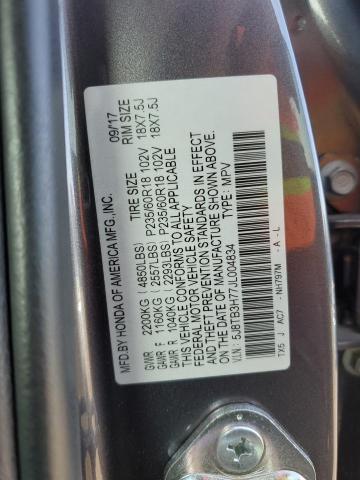 MFD.BY HONDA OF AMERICA MFG.,INC. 09/17
TIRE SIZE RIM SIZE
GVWR 2200KG (4850LBS) P235/60R18 102V 18X7.5J
GAWR F 1160KG (2557LBS) P235/60R18 102V 18X7.5J
GAWR R 1040KG (2293LBS)
THIS VEHICLE CONFORMS TO ALL APPLICABLE
FEDERAL MOTOR VEHICLE SAFETY
AND THEFT PREVENTION STANDARDS IN EFFECT
ON THE DATE OF MANUFACTURE SHOWN ABOVE.
V.I.N.: 5J8TB3H77JL004834 TYPE: MPV
TX5 J AC7 -NH797M -A -L